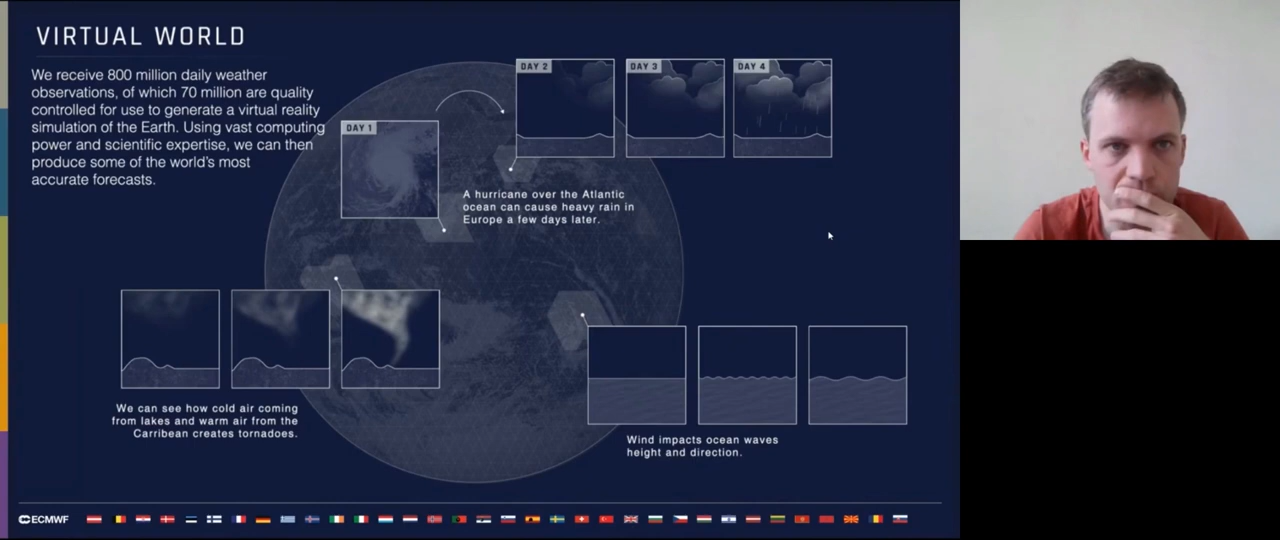 VIRTUAL WORLD
We receive 800 million daily weather
observations, of which 70 million are quality
controlled for use to generate a virtual reality
simulation of the Earth. Using vast computing
power and scientific expertise, we can then
produce some of the world's most
accurate forecasts.
DAY 1
DAY 2
DAY 3
DAY 4
A hurricane over the Atlantic
ocean can cause heavy rain in
Europe a few days later.
We can see how cold air coming
from lakes and warm air from the
Carribean creates tornadoes.
Wind impacts ocean waves
height and direction.
ECMWF